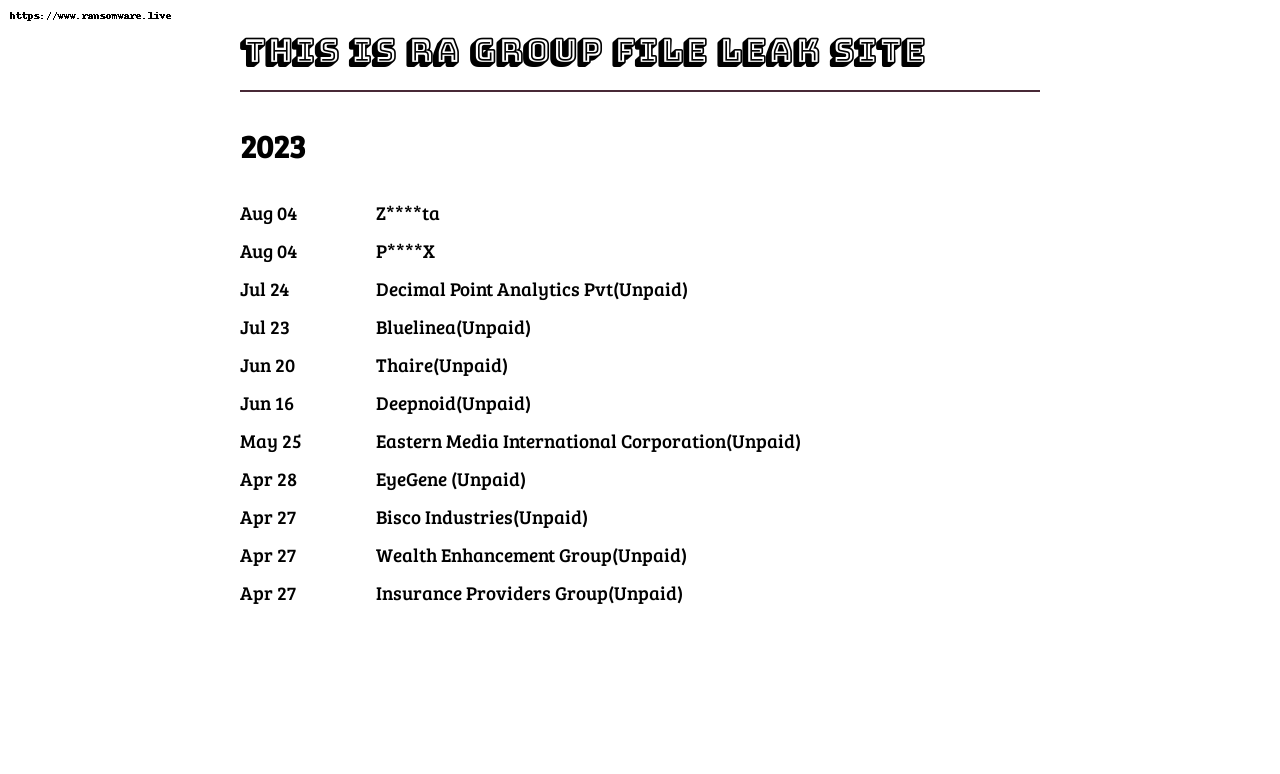 https://www.ransomware.live
THIS IS RA GROUP FILE LEAK SITE
2023
Aug 04 Z****ta
Aug 04 P****X
Jul 24 Decimal Point Analytics Pvt(Unpaid)
Jul 23 Bluelinea(Unpaid)
Jun 20 Thaire(Unpaid)
Jun 16 Deepnoid(Unpaid)
May 25 Eastern Media International Corporation(Unpaid)
Apr 28 EyeGene (Unpaid)
Apr 27 Bisco Industries(Unpaid)
Apr 27 Wealth Enhancement Group(Unpaid)
Apr 27 Insurance Providers Group(Unpaid)